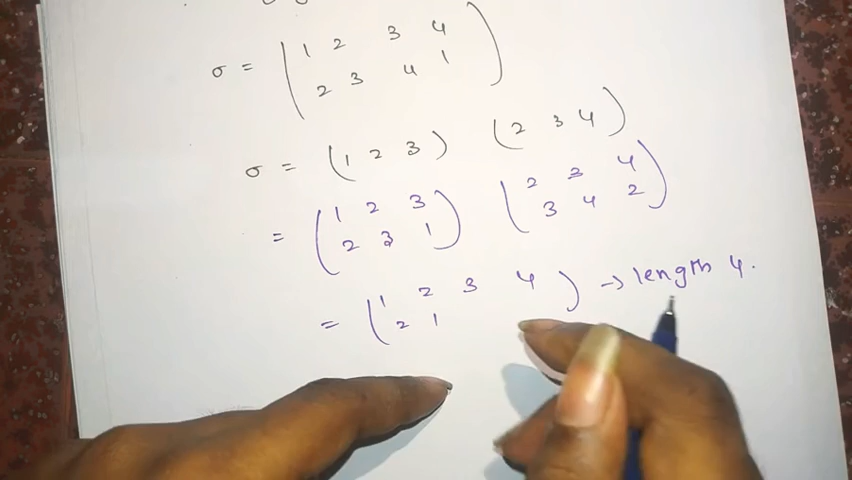 σ = ( 1 2 3 4
2 3 4 1 )
σ = (1 2 3) (2 3 4)
= ( 1 2 3 ) ( 2 3 4
2 3 1 ) ( 3 4 2 )
= ( 1 2 3 4 ) → length 4.
2 1